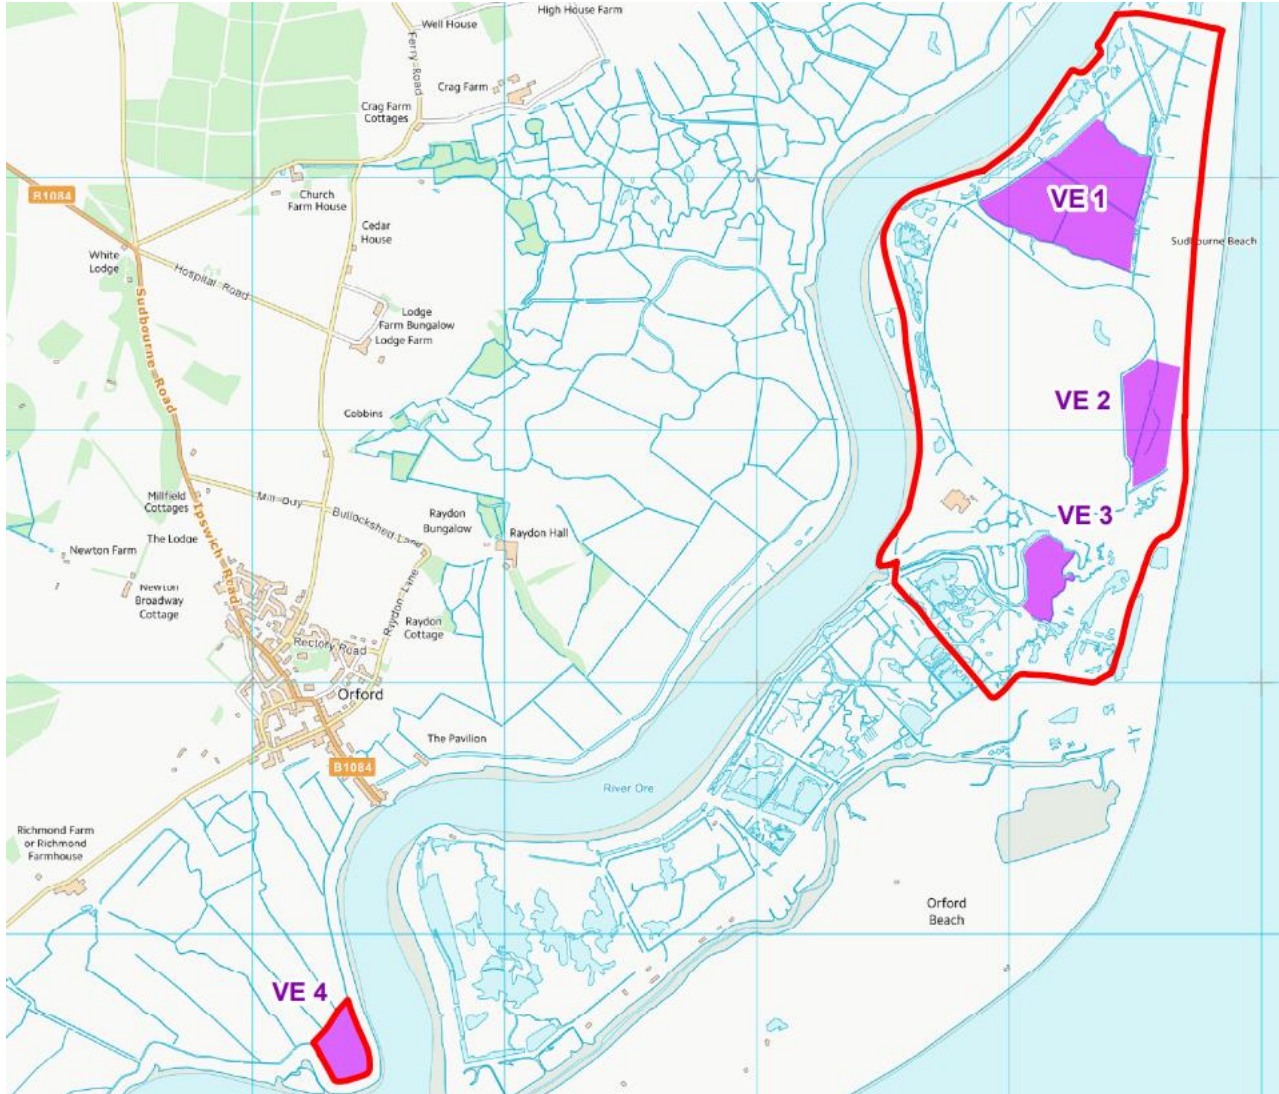 High House Farm
Well House
Ferry Road
Crag Farm
Crag Farm
Cottages
B1084
Church
Farm House
VE 1
Cedar
House
White
Lodge
Sudbourne Beach
Hospital Road
Lodge
Farm Bungalow
Lodge Farm
Sudbourne Road
VE 2
Cobbins
Millfield
Cottages
Mill
Bullockshed Lane
Raydon
Bungalow
Raydon Hall
VE 3
The Lodge
Ipswich Road
Newton Farm
Newton
Broadway
Cottage
Raydon Lane
Raydon
Cottage
Rectory Road
Orford
The Pavilion
B1084
River Ore
Richmond Farm
or Richmond
Farmhouse
Orford
Beach
VE 4